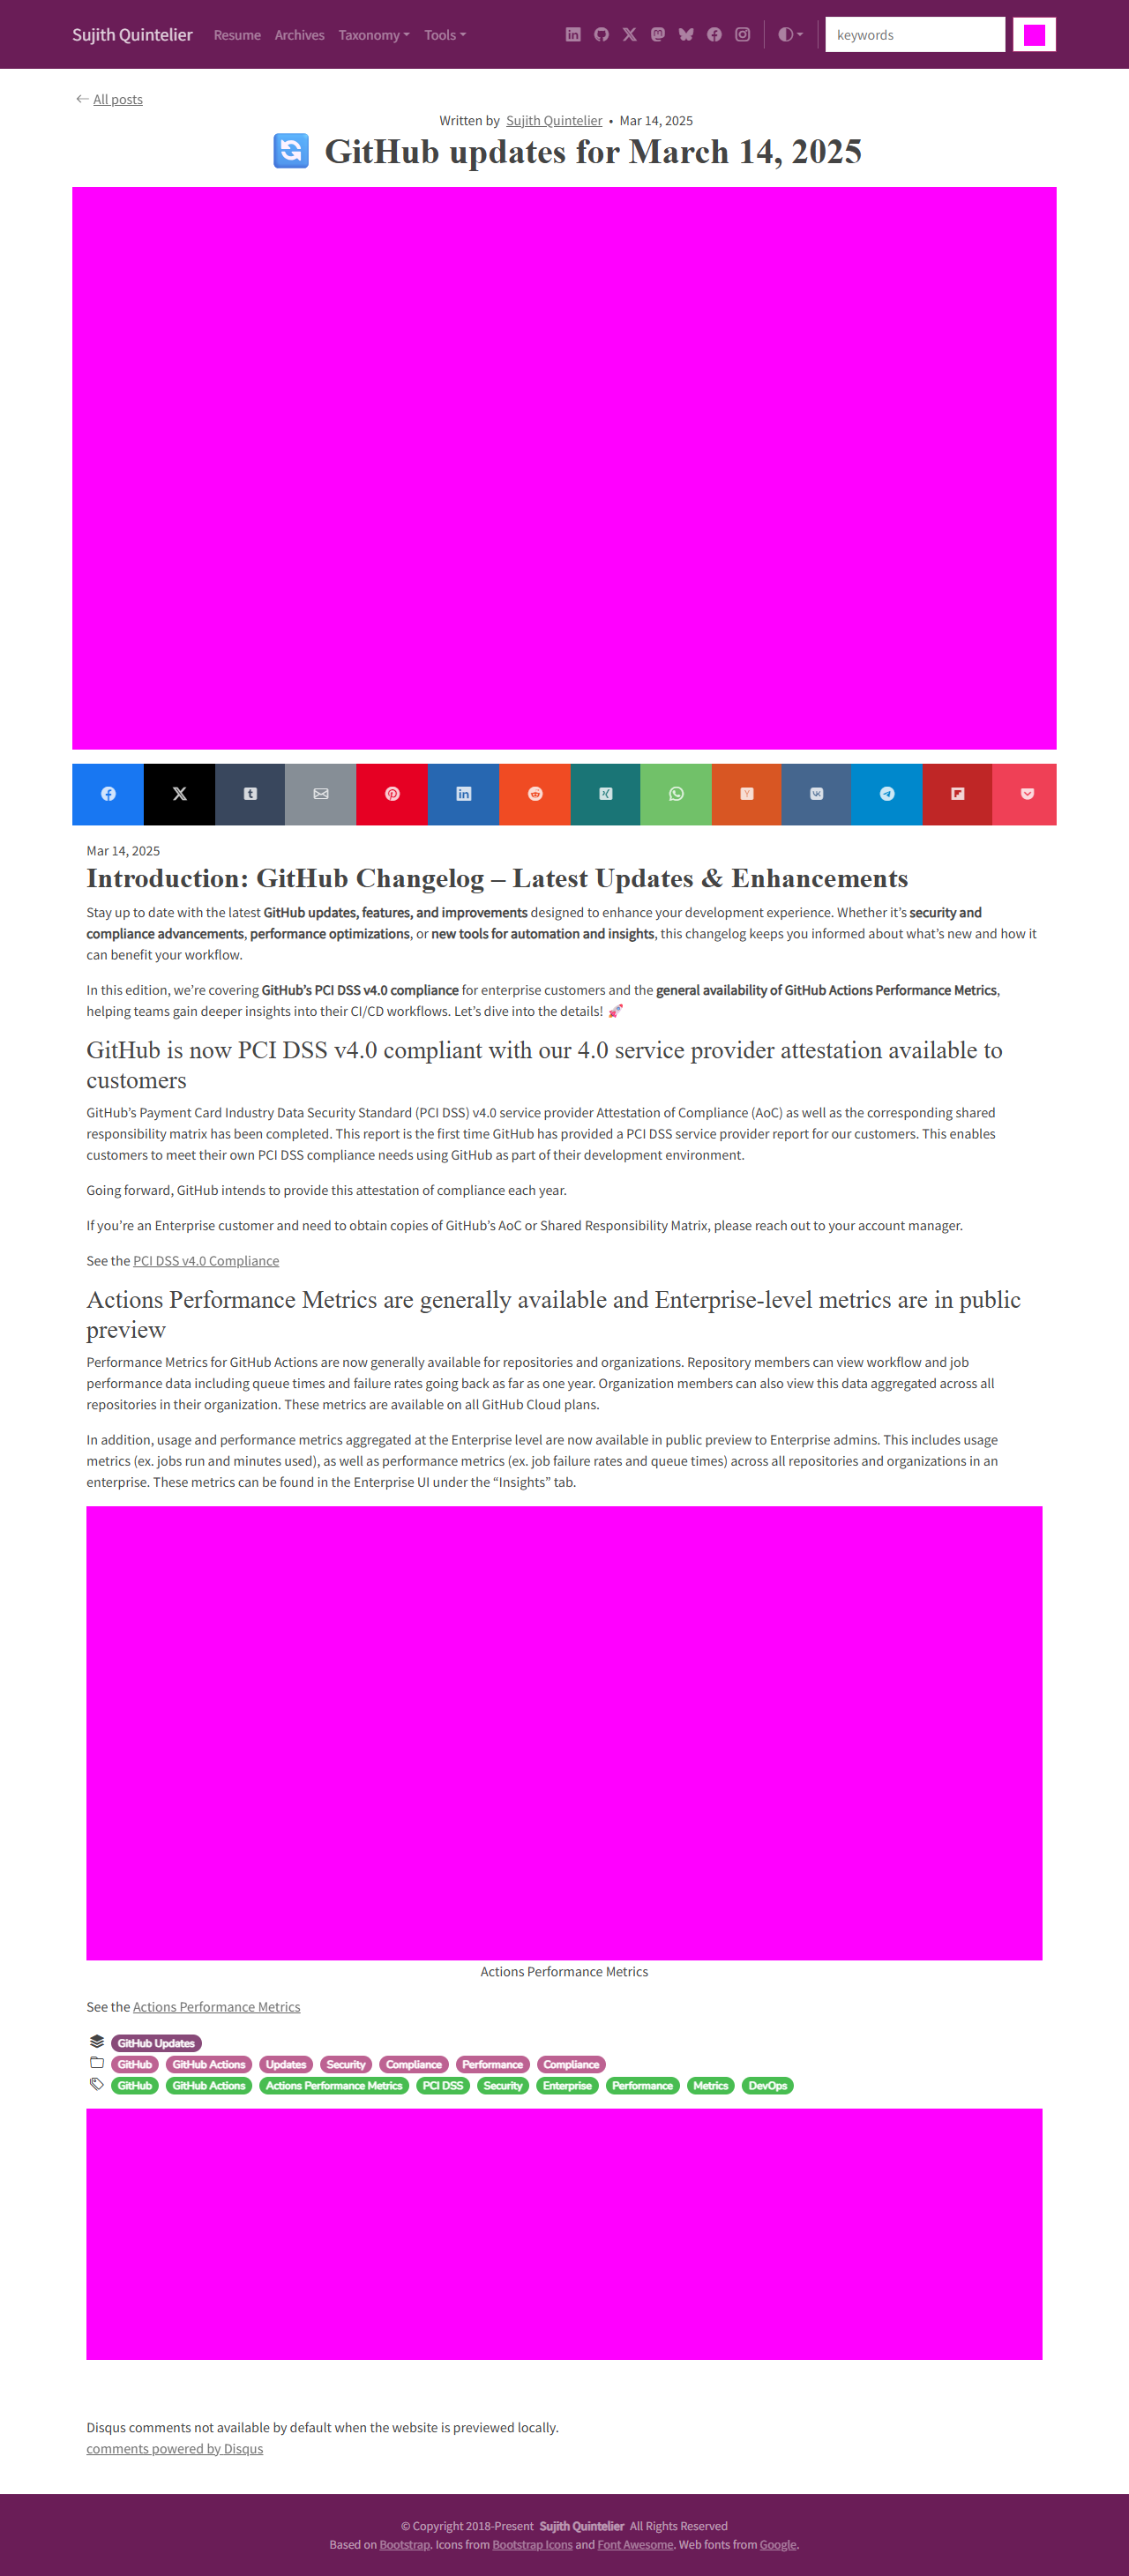 Sujith Quintelier Resume Archives Taxonomy Tools keywords
All posts
Written by Sujith Quintelier • Mar 14, 2025
🔄 GitHub updates for March 14, 2025
Mar 14, 2025
Introduction: GitHub Changelog – Latest Updates & Enhancements
Stay up to date with the latest GitHub updates, features, and improvements designed to enhance your development experience. Whether it’s security and
compliance advancements, performance optimizations, or new tools for automation and insights, this changelog keeps you informed about what’s new and how it
can benefit your workflow.
In this edition, we’re covering GitHub’s PCI DSS v4.0 compliance for enterprise customers and the general availability of GitHub Actions Performance Metrics,
helping teams gain deeper insights into their CI/CD workflows. Let’s dive into the details! 🚀
GitHub is now PCI DSS v4.0 compliant with our 4.0 service provider attestation available to
customers
GitHub’s Payment Card Industry Data Security Standard (PCI DSS) v4.0 service provider Attestation of Compliance (AoC) as well as the corresponding shared
responsibility matrix has been completed. This report is the first time GitHub has provided a PCI DSS service provider report for our customers. This enables
customers to meet their own PCI DSS compliance needs using GitHub as part of their development environment.
Going forward, GitHub intends to provide this attestation of compliance each year.
If you’re an Enterprise customer and need to obtain copies of GitHub’s AoC or Shared Responsibility Matrix, please reach out to your account manager.
See the PCI DSS v4.0 Compliance
Actions Performance Metrics are generally available and Enterprise-level metrics are in public
preview
Performance Metrics for GitHub Actions are now generally available for repositories and organizations. Repository members can view workflow and job
performance data including queue times and failure rates going back as far as one year. Organization members can also view this data aggregated across all
repositories in their organization. These metrics are available on all GitHub Cloud plans.
In addition, usage and performance metrics aggregated at the Enterprise level are now available in public preview to Enterprise admins. This includes usage
metrics (ex. jobs run and minutes used), as well as performance metrics (ex. job failure rates and queue times) across all repositories and organizations in an
enterprise. These metrics can be found in the Enterprise UI under the “Insights” tab.
Actions Performance Metrics
See the Actions Performance Metrics
GitHub Updates
GitHub GitHub Actions Updates Security Compliance Performance Compliance
GitHub GitHub Actions Actions Performance Metrics PCI DSS Security Enterprise Performance Metrics DevOps
Disqus comments not available by default when the website is previewed locally.
comments powered by Disqus
© Copyright 2018-Present Sujith Quintelier All Rights Reserved
Based on Bootstrap. Icons from Bootstrap Icons and Font Awesome. Web fonts from Google.